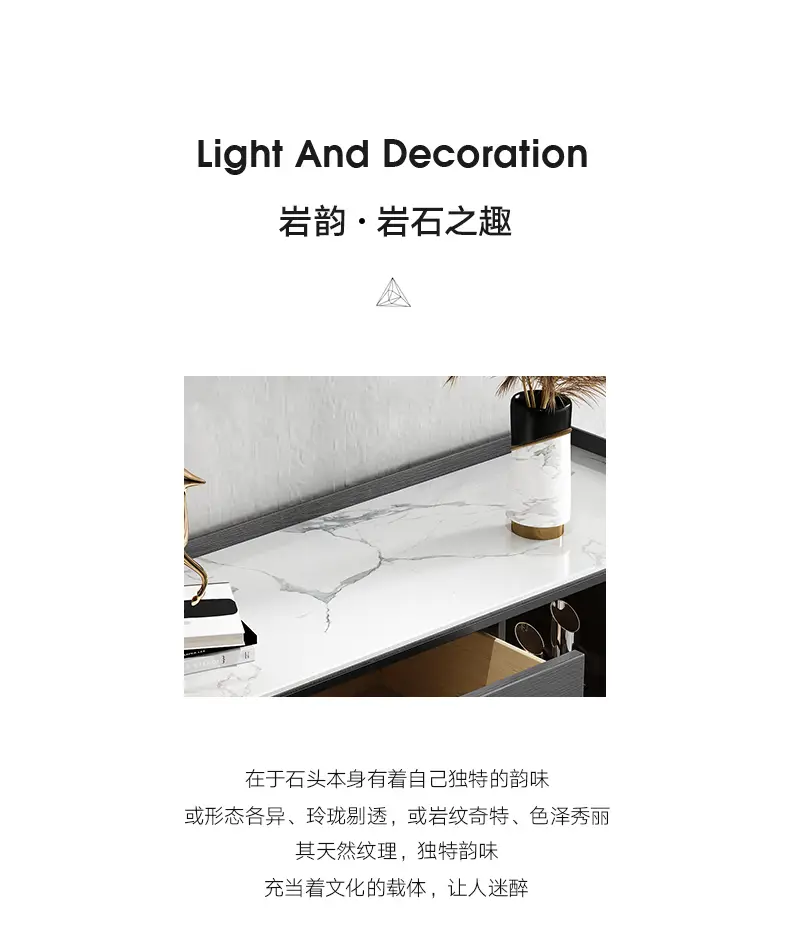 Light And Decoration
岩韵·岩石之趣
在于石头本身有着自己独特的韵味
或形态各异、玲珑剔透，或岩纹奇特、色泽秀丽
其天然纹理，独特韵味
充当着文化的载体，让人迷醉